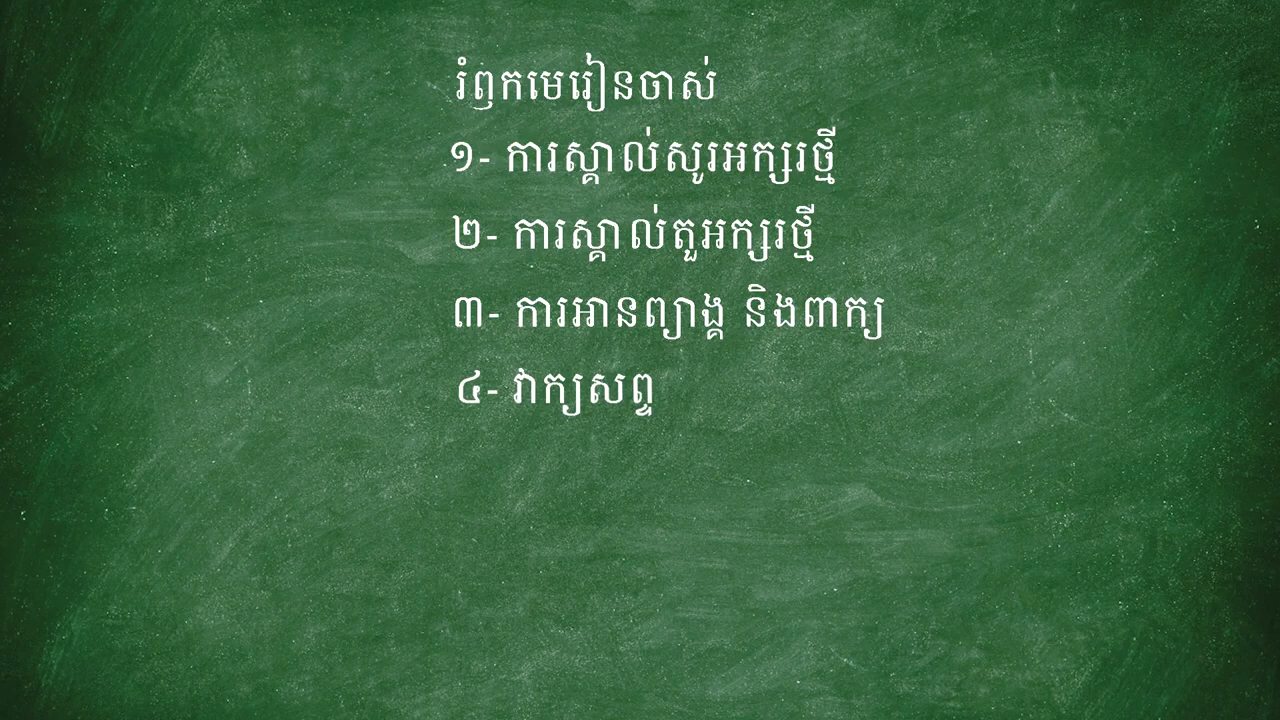 រំឭកមេរៀនចាស់
១- ការស្គាល់សូរអក្សរថ្មី
២- ការស្គាល់តួអក្សរថ្មី
៣- ការអានព្យាង្គ និងពាក្យ
៤- វាក្យសព្ទ